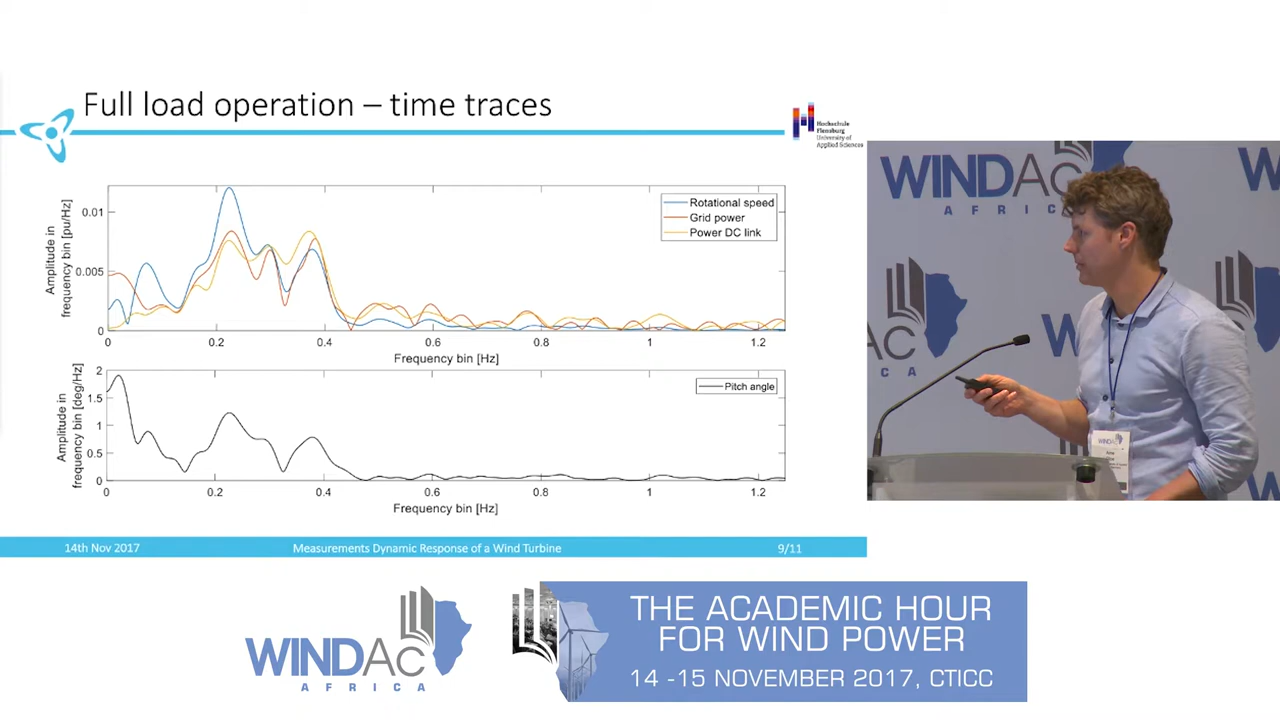 Full load operation – time traces
Hochschule
Flensburg
University of
Applied Sciences
Amplitude in
frequency bin [pu/Hz]
0.01
0.005
0
Rotational speed
Grid power
Power DC link
0 0.2 0.4 0.6 0.8 1 1.2
Frequency bin [Hz]
Amplitude in
frequency bin [deg/Hz]
2
1.5
1
0.5
0
Pitch angle
0 0.2 0.4 0.6 0.8 1 1.2
Frequency bin [Hz]
14th Nov 2017 Measurements Dynamic Response of a Wind Turbine 9/11
WINDAC
AFRICA
WINDAC
AFRICA
THE ACADEMIC HOUR
FOR WIND POWER
14 -15 NOVEMBER 2017, CTICC